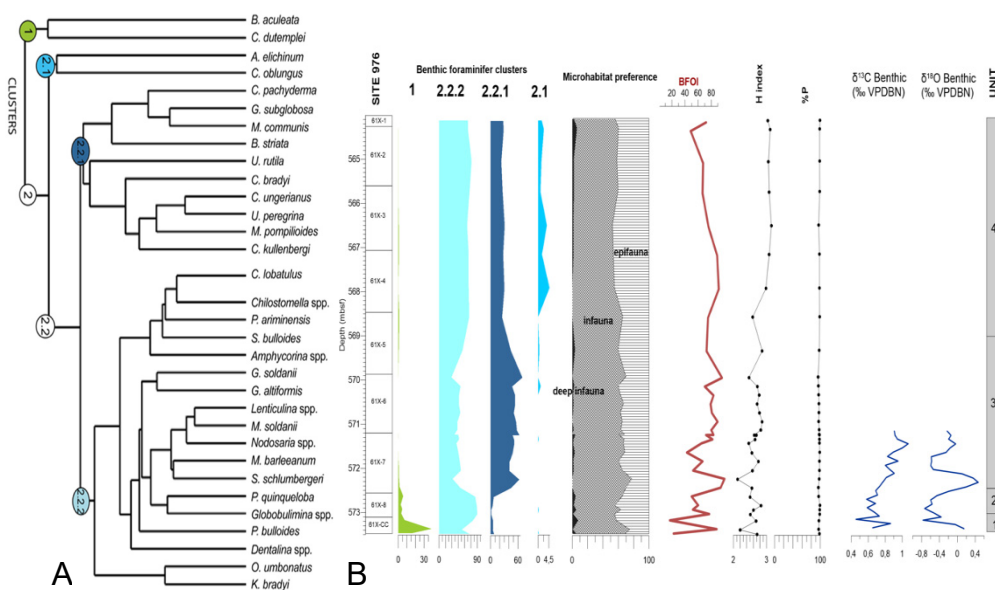 CLUSTERS
1
2
2.1
2.2
2.2.2
B. aculeata
C. dutemplei
A. elichinum
C. oblungus
C. pachyderma
G. subglobosa
M. communis
B. striata
U. rutila
C. bradyi
C. ungerianus
U. peregrina
M. pompilioides
C. kullenbergi
C. lobatulus
Chilostomella spp.
P. ariminensis
S. bulloides
Amphycorina spp.
G. soldanii
G. altiformis
Lenticulina spp.
M. soldanii
Nodosaria spp.
M. barleeanum
S. schlumbergeri
P. quinqueloba
Globobulimina spp.
P. bulloides
Dentalina spp.
O. umbonatus
K. bradyi
A
B
SITE 976
Benthic foraminifer clusters
1 2.2.2 2.2.1 2.1
Microhabitat preference
BFOI
20 40 60 80
H index
%P
δ13C Benthic
(‰ VPDBN)
δ18O Benthic
(‰ VPDBN)
UNIT
Depth (mbsf)
565
566
567
568
569
570
571
572
573
61X-1
61X-2
61X-3
61X-4
61X-5
61X-6
61X-7
61X-8
61X-CC
epifauna
infauna
deep infauna
4
3
2
0 30
0 90
0 60
0 4,5
0 100
2 3
0 100
0,4 0,6 1
-0,8 -0,4 0 0,4